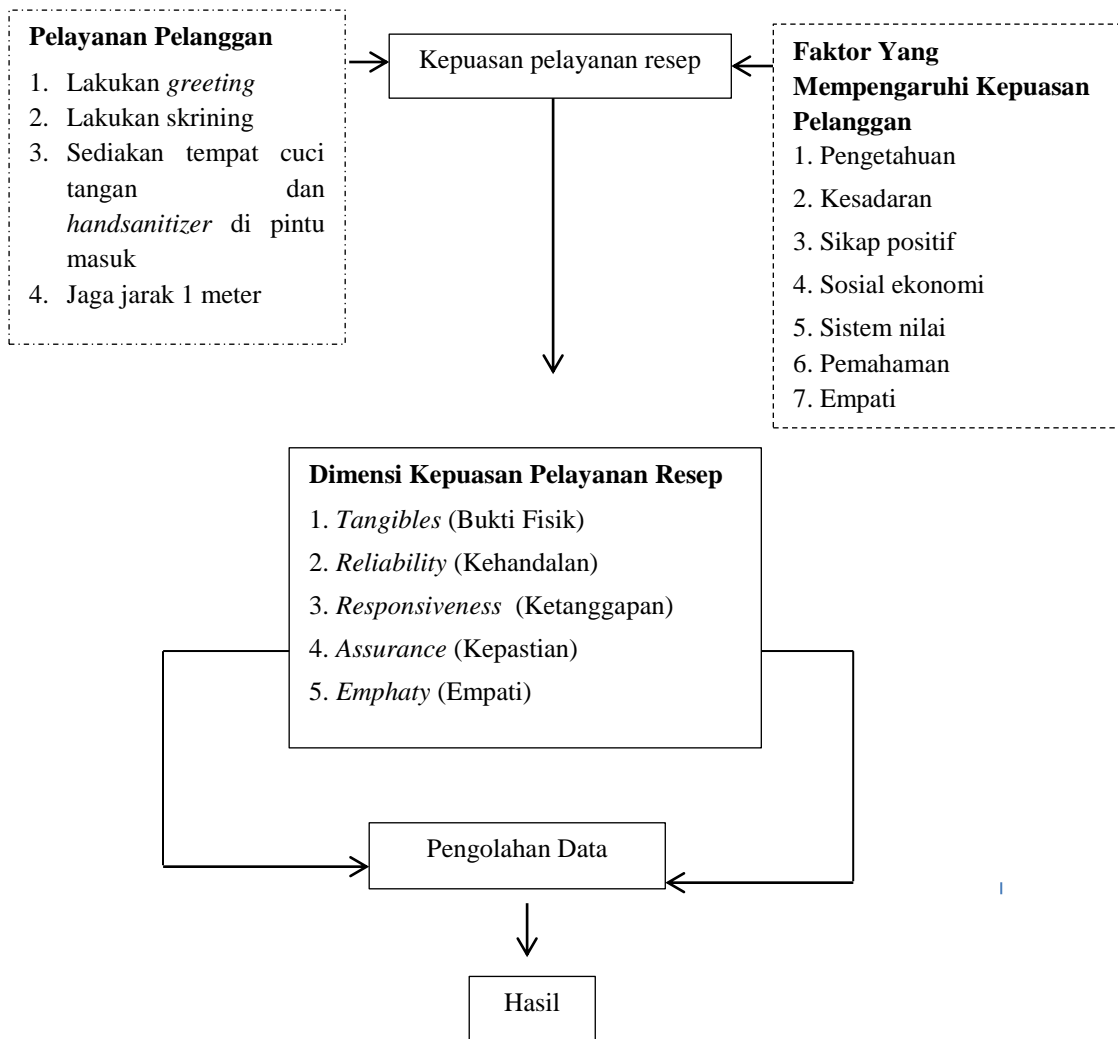 Pelayanan Pelanggan
1. Lakukan greeting
2. Lakukan skrining
3. Sediakan tempat cuci
tangan dan
handsanitizer di pintu
masuk
4. Jaga jarak 1 meter
Kepuasan pelayanan resep
Faktor Yang
Mempengaruhi Kepuasan
Pelanggan
1. Pengetahuan
2. Kesadaran
3. Sikap positif
4. Sosial ekonomi
5. Sistem nilai
6. Pemahaman
7. Empati
Dimensi Kepuasan Pelayanan Resep
1. Tangibles (Bukti Fisik)
2. Reliability (Kehandalan)
3. Responsiveness (Ketanggapan)
4. Assurance (Kepastian)
5. Emphaty (Empati)
Pengolahan Data
Hasil